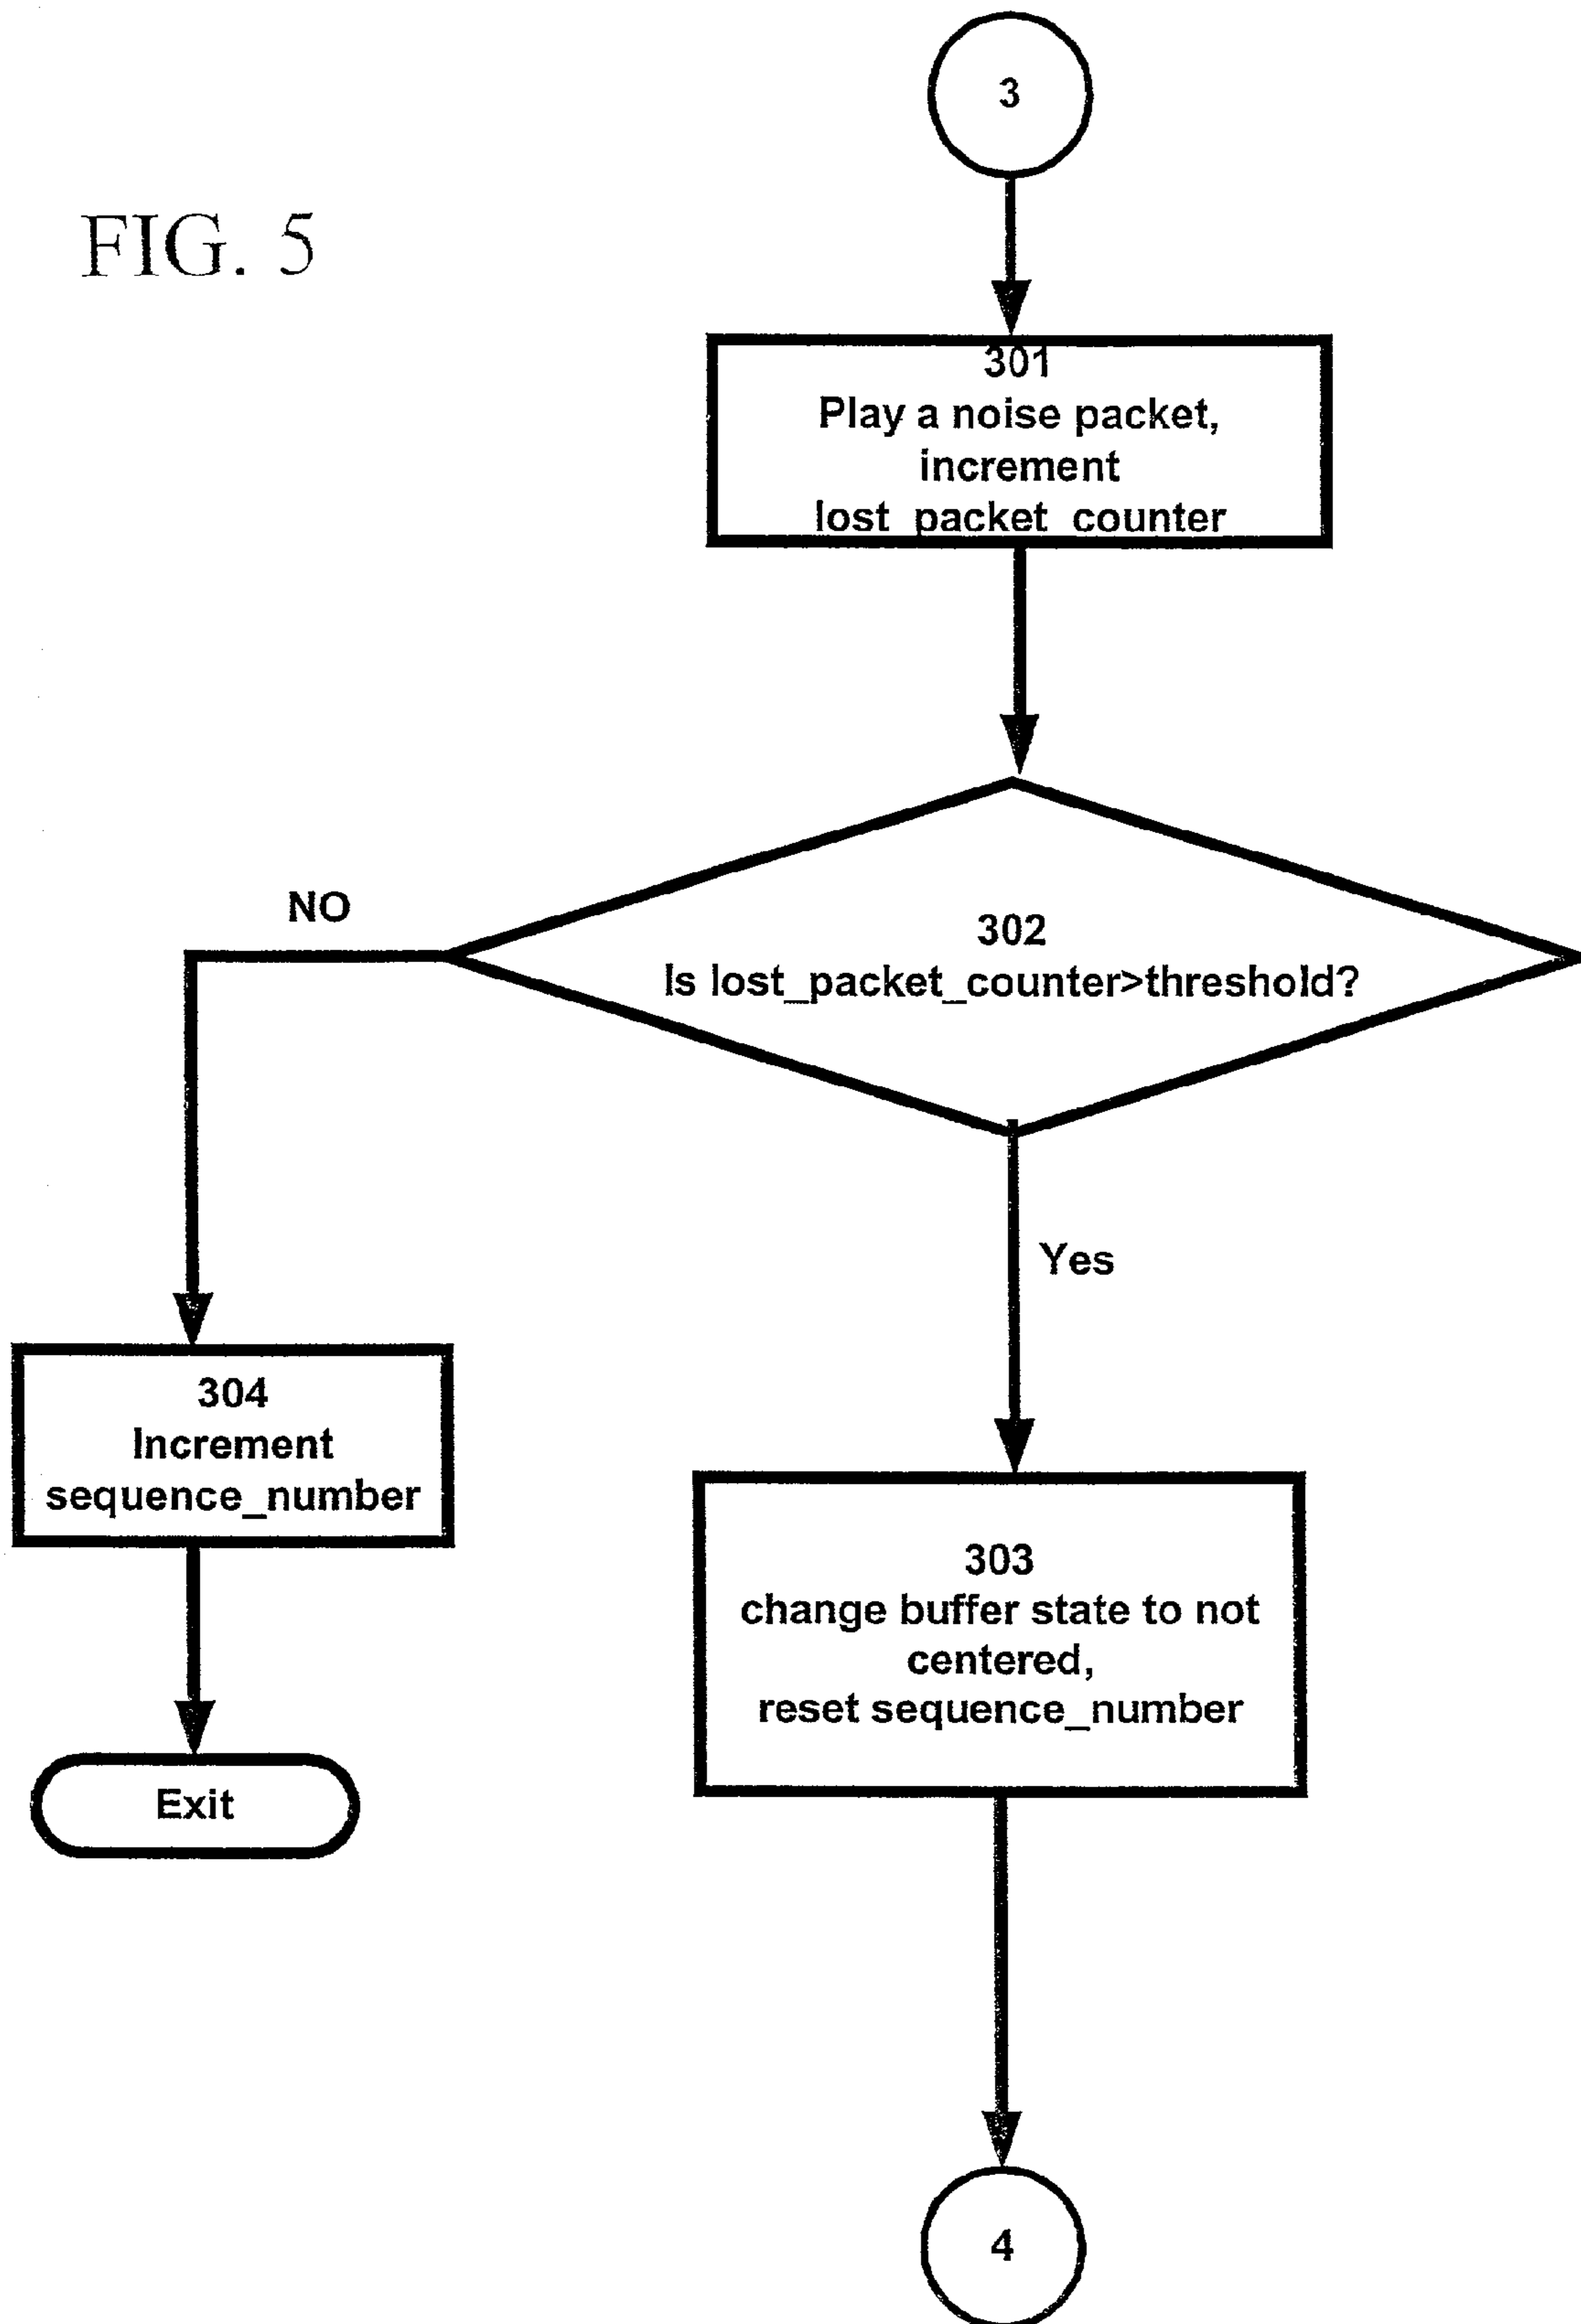 3
FIG. 5
301
Play a noise packet,
increment
lost_packet_counter
NO
302
Is lost_packet_counter>threshold?
Yes
304
Increment
sequence_number
303
change buffer state to not
centered,
reset sequence_number
Exit
4